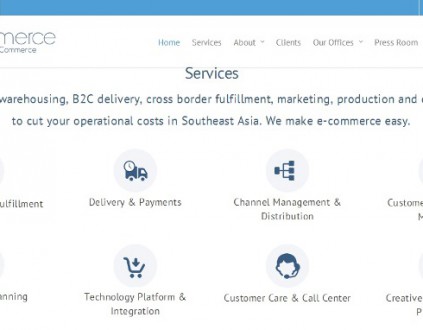 merce
Commerce
Home Services About Clients Our Offices Press Room
Services
warehousing, B2C delivery, cross border fulfillment, marketing, production and
to cut your operational costs in Southeast Asia. We make e-commerce easy.
Delivery & Payments
Channel Management &
Distribution
Custome
ulfillment
M
Technology Platform &
Integration
Customer Care & Call Center
Creative
anning
P